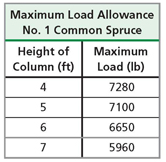 Maximum Load Allowance
No. 1 Common Spruce
Height of Column (ft) Maximum Load (lb)
4 7280
5 7100
6 6650
7 5960